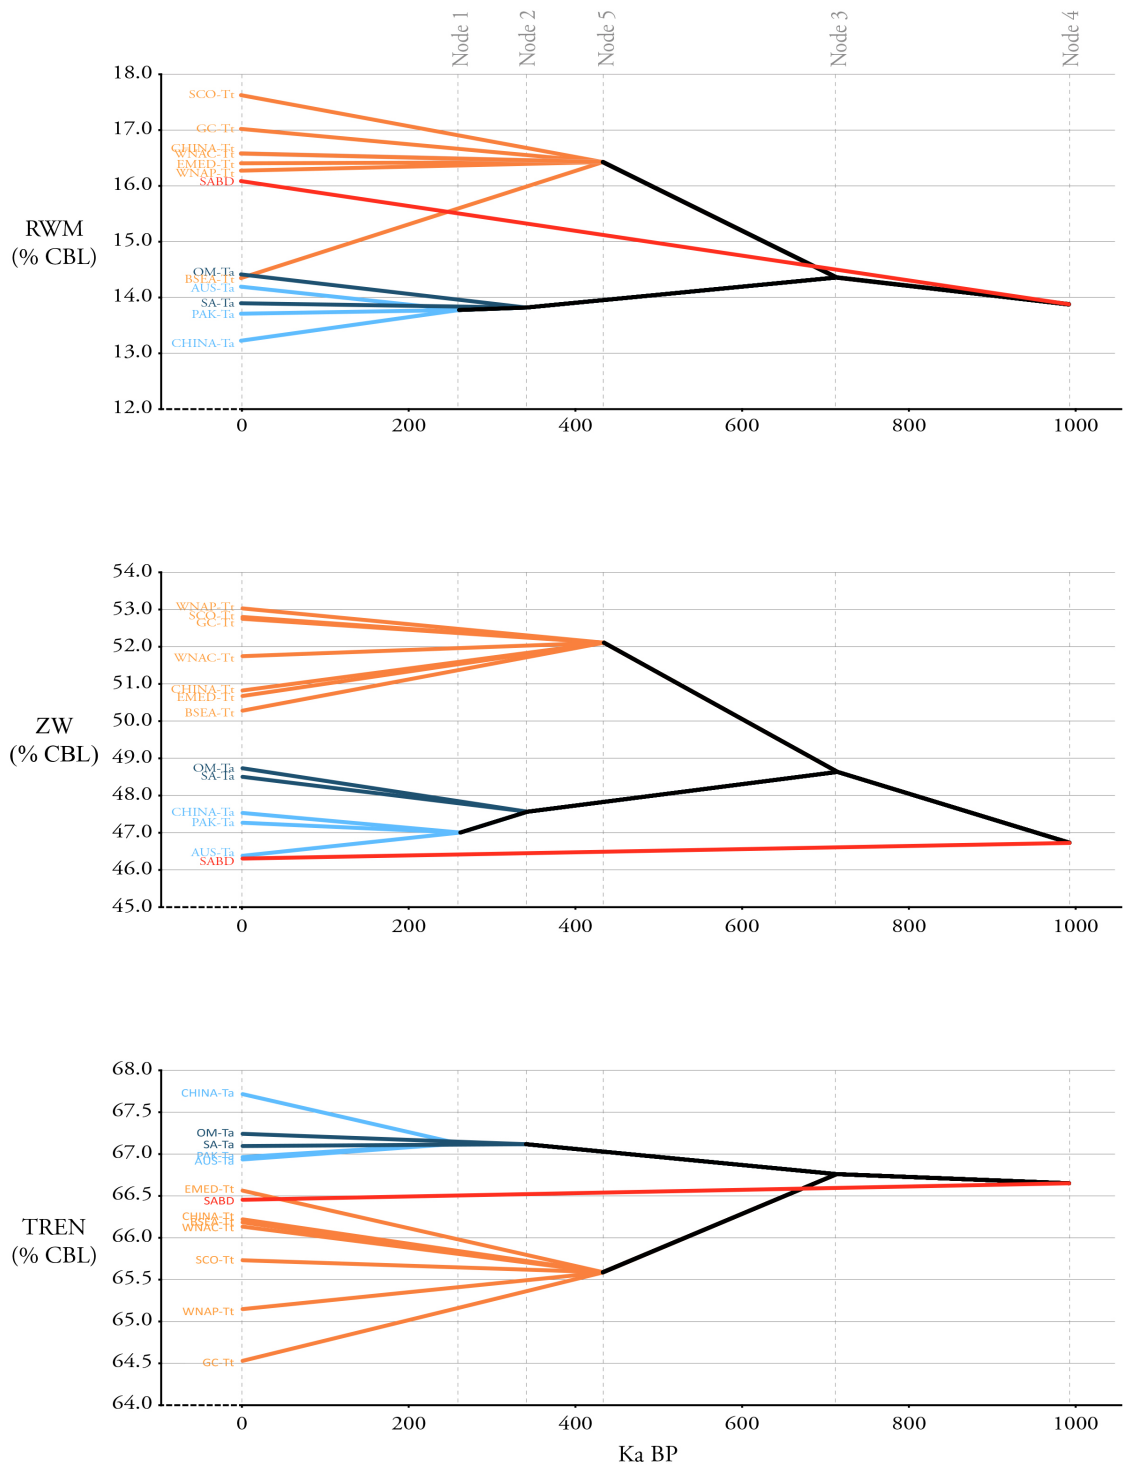 Node 1
Node 2
Node 5
Node 3
Node 4
18.0
SCO-Tt
17.0
GC-Tt
CHINA-Tt
WNAC-Tt
EMED-Tt
WNAP-Tt
SABD
16.0
RWM
(% CBL)
15.0
OM-Ta
BSEA-Tt
AUS-Ta
14.0
SA-Ta
PAK-Ta
CHINA-Ta
13.0
12.0
0 200 400 600 800 1000
54.0
53.0
WNAP-Tt
SCO-Tt
GC-Tt
52.0
WNAC-Tt
51.0
CHINA-Tt
EMED-Tt
BSEA-Tt
50.0
ZW
(% CBL)
49.0
OM-Ta
SA-Ta
48.0
CHINA-Ta
PAK-Ta
47.0
AUS-Ta
SABD
46.0
45.0
0 200 400 600 800 1000
68.0
CHINA-Ta
67.5
OM-Ta
SA-Ta
67.0
PAK-Ta
AUS-Ta
EMED-Tt
66.5
SABD
CHINA-Tt
BSEA-Tt
WNAC-Tt
TREN
(% CBL)
66.0
SCO-Tt
65.5
WNAP-Tt
65.0
GC-Tt
64.5
64.0
0 200 400 600 800 1000
Ka BP